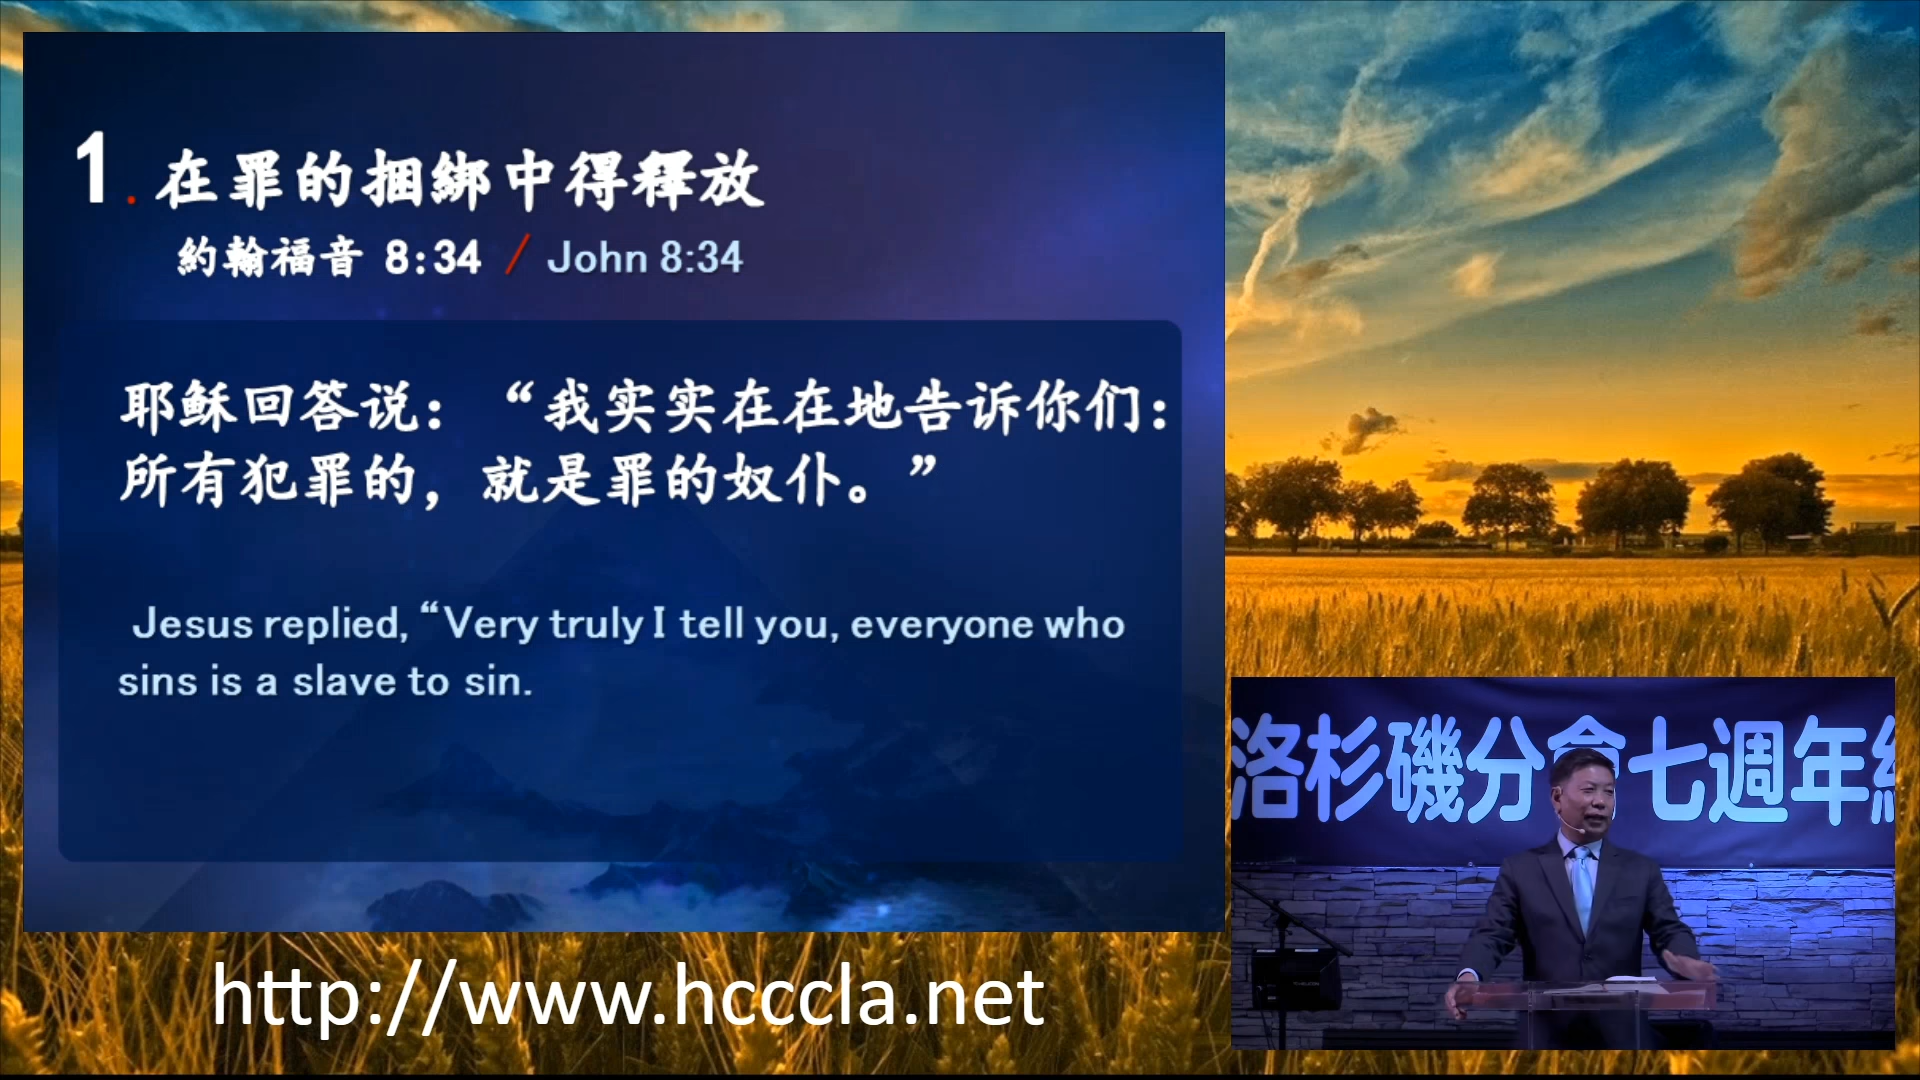 1. 在罪的捆綁中得釋放
約翰福音 8:34 / John 8:34
耶稣回答说：“我实实在在地告诉你们：
所有犯罪的，就是罪的奴仆。”
Jesus replied, “Very truly I tell you, everyone who
sins is a slave to sin.
洛杉磯分會七週年
http://www.hcccla.net